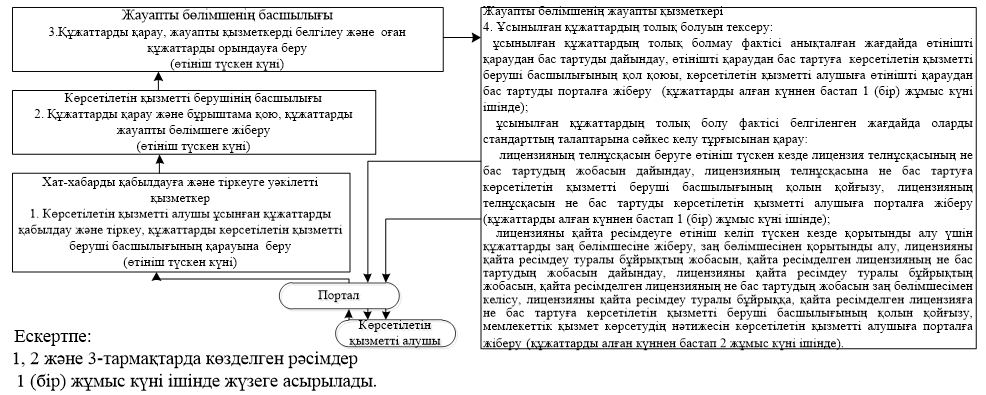 Жауапты бөлімшенің басшылығы
3.Құжаттарды қарау, жауапты қызметкерді белгілеу және оған
құжаттарды орындауға беру
(өтініш түскен күні)
Көрсетілетін қызметті берушінің басшылығы
2. Құжаттарды қарау және бұрыштама қою, құжаттарды
жауапты бөлімшеге жіберу
(өтініш түскен күні)
Хат-хабарды қабылдауға және тіркеуге уәкілетті
қызметкер
1. Көрсетілетін қызметті алушы ұсынған құжаттарды
қабылдау және тіркеу, құжаттарды көрсетілетін қызметті
беруші басшылығының қарауына беру
(өтініш түскен күні)
Портал
Көрсетілетін
қызметті алушы
Жауапты бөлімшенің жауапты қызметкері
4. Ұсынылған құжаттардың толық болуын тексеру:
ұсынылған құжаттардың толық болмау фактісі анықталған жағдайда өтінішті
қараудан бас тартуды дайындау, өтінішті қараудан бас тартуға көрсетілетін қызметті
беруші басшылығының қол қоюы, көрсетілетін қызметті алушыға өтінішті қараудан
бас тартуды порталға жіберу (құжаттарды алған күннен бастап 1 (бір) жұмыс күні
ішінде);
ұсынылған құжаттардың толық болу фактісі белгіленген жағдайда оларды
стандарттың талаптарына сәйкес келу тұрғысынан қарау:
лицензияның телнұсқасын беруге өтініш түскен кезде лицензия телнұсқасының не
бас тартудың жобасын дайындау, лицензияның телнұсқасына не бас тартуға
көрсетілетін қызметті беруші басшылығының қолын қойғызу, лицензияның
телнұсқасын не бас тартуды көрсетілетін қызметті алушыға порталға жіберу
(құжаттарды алған күннен бастап 1 (бір) жұмыс күні ішінде);
лицензияны қайта ресімдеуге өтініш келіп түскен кезде қорытынды алу үшін
құжаттарды заң бөлімшесіне жіберу, заң бөлімшесінен қорытынды алу, лицензияны
қайта ресімдеу туралы бұйрықтың жобасын, қайта ресімделген лицензияның не бас
тартудың жобасын дайындау, лицензияны қайта ресімдеу туралы бұйрықтың
жобасын, қайта ресімделген лицензияның не бас тартудың жобасын заң бөлімшесімен
келісу, лицензияны қайта ресімдеу туралы бұйрыққа, қайта ресімделген лицензияға
не бас тартуға көрсетілетін қызметті беруші басшылығының қолын қойғызу,
мемлекеттік қызмет көрсетудің нәтижесін көрсетілетін қызметті алушыға порталға
жіберу (құжаттарды алған күннен бастап 2 жұмыс күні ішінде).
Ескертпе:
1, 2 және 3-тармақтарда көзделген рәсімдер
1 (бір) жұмыс күні ішінде жүзеге асырылады.